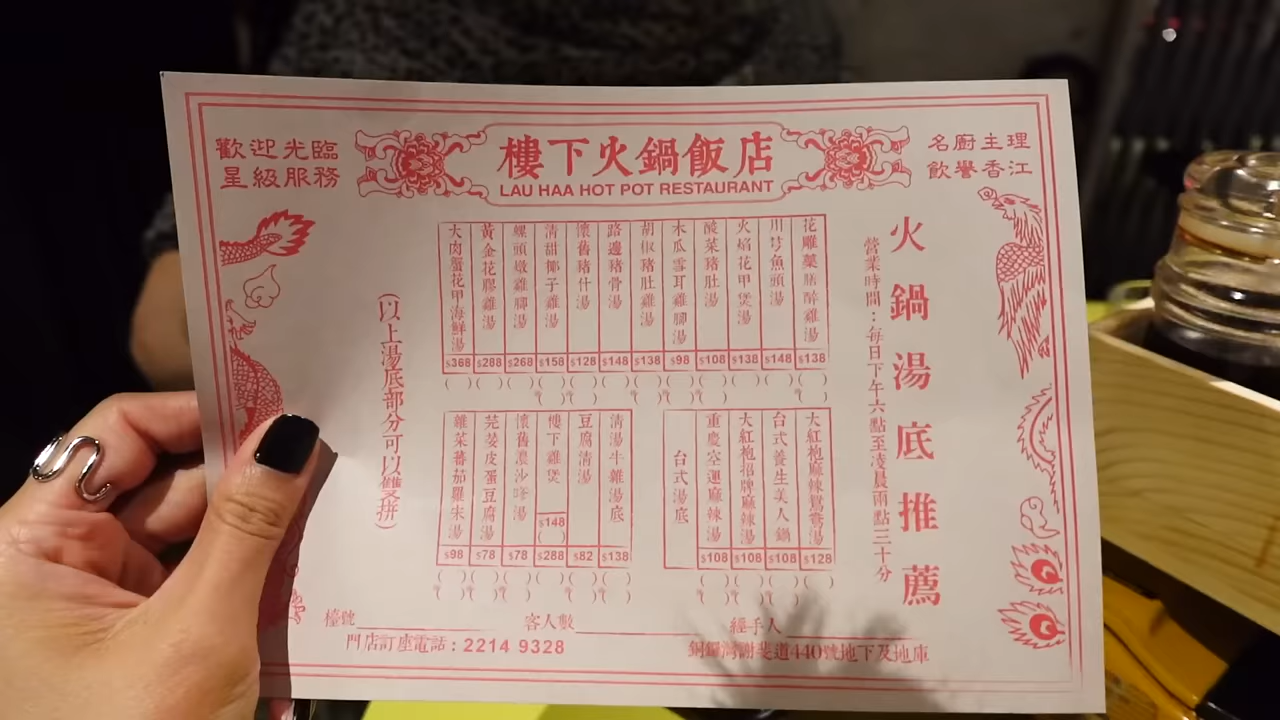 歡迎光臨
星級服務
樓下火鍋飯店
LAU HAA HOT POT RESTAURANT
名廚主理
飲譽香江
火鍋湯底推薦
營業時間：每日下午六點至凌晨兩點三十分
花雕藥膳醉雞湯 $138
川芎魚頭湯 $148
火焰花甲煲湯 $138
酸菜豬肚湯 $108
木瓜雪耳雞腳湯 $98
胡椒豬肚雞湯 $138
路邊豬骨湯 $148
懷舊豬什湯 $128
清甜椰子雞湯 $158
螺頭燉雞腳湯 $268
黃金花膠雞湯 $288
大肉蟹花甲海鮮湯 $368
大紅袍麻辣鴛鴦湯 $128
台式養生美人鍋 $108
大紅袍招牌麻辣湯 $108
重慶空運麻辣湯 $108
台式湯底
清湯牛雜湯底 $138
豆腐清湯 $82
樓下雞煲 $148 $288
懷舊濃沙嗲湯 $78
芫荽皮蛋豆腐湯 $78
雜菜蕃茄羅宋湯 $98
(以上湯底部分可以雙拼)
檯號
客人數
經手人
門店訂座電話：2214 9328
銅鑼灣謝斐道440號地下及地庫